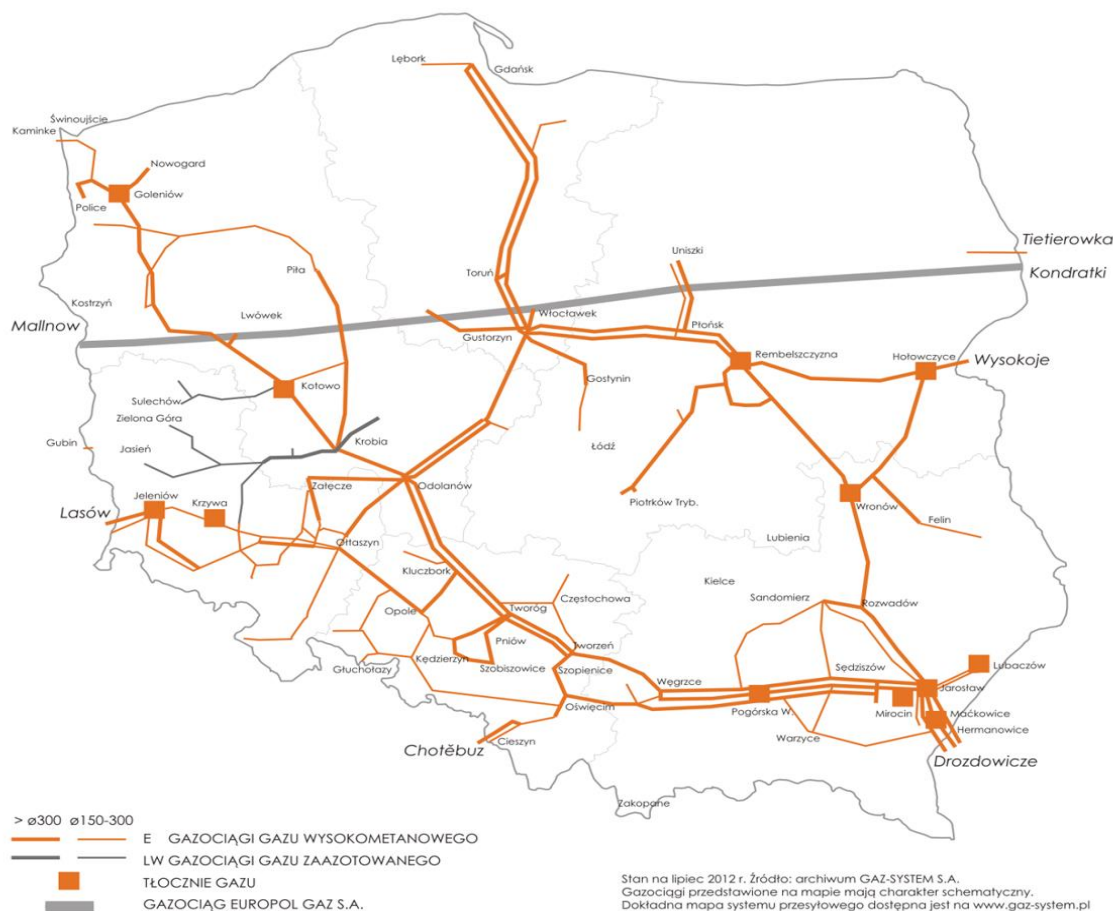 Lębork
Gdańsk
Świnoujście
Kaminke
Nowogard
Goleniów
Police
Tietierowka
Uniszki
Kondratki
Piła
Toruń
Kostrzyń
Lwówek
Włocławek
Mallnow
Płońsk
Gustorzyn
Rembelszczyzna
Hołowczyce
Wysokoje
Gostynin
Kotowo
Sulechów
Zielona Góra
Krobia
Gubin
Jasień
Łódź
Załęcze
Odolanów
Jeleniów
Krzywa
Piotrków Tryb.
Wronów
Lasów
Felin
Lubienia
Ołtaszyn
Kluczbork
Kielce
Częstochowa
Sandomierz
Opole
Tworóg
Rozwadów
Pniów
Tworzeń
Kędzierzyn
Głuchołazy
Szobiszowice
Szopienice
Sędziszów
Lubaczów
Węgrzce
Jarosław
Oświęcim
Pogórska W.
Mirocin
Maćkowice
Hermanowice
Warzyce
Cieszyn
Chotěbuz
Drozdowicze
Zakopane
> ø300 ø150-300
E GAZOCIĄGI GAZU WYSOKOMETANOWEGO
LW GAZOCIĄGI GAZU ZAAZOTOWANEGO
TŁOCZNIE GAZU
GAZOCIĄG EUROPOL GAZ S.A.
Stan na lipiec 2012 r. Źródło: archiwum GAZ-SYSTEM S.A.
Gazociągi przedstawione na mapie mają charakter schematyczny.
Dokładna mapa systemu przesyłowego dostępna jest na www.gaz-system.pl